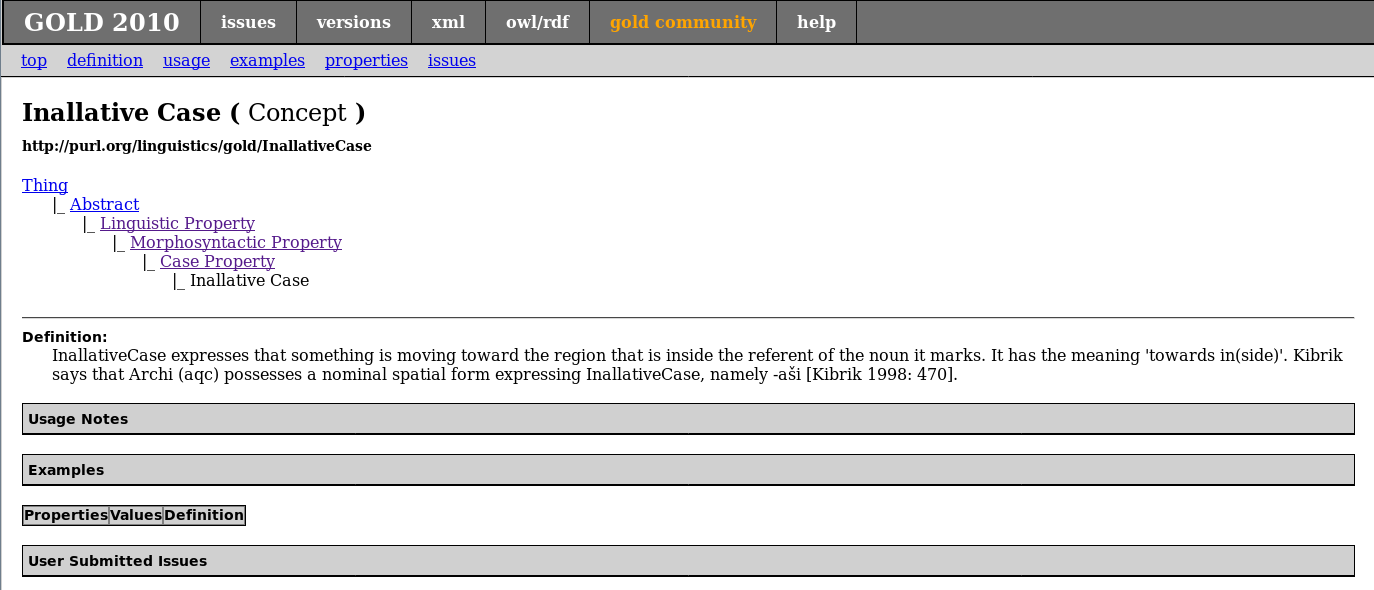 GOLD 2010 issues versions xml owl/rdf gold community help
top definition usage examples properties issues
Inallative Case ( Concept )
http://purl.org/linguistics/gold/InallativeCase
Thing
|_ Abstract
|_ Linguistic Property
|_ Morphosyntactic Property
|_ Case Property
|_ Inallative Case
Definition:
InallativeCase expresses that something is moving toward the region that is inside the referent of the noun it marks. It has the meaning 'towards in(side)'. Kibrik
says that Archi (aqc) possesses a nominal spatial form expressing InallativeCase, namely -aši [Kibrik 1998: 470].
Usage Notes
Examples
Properties Values Definition
User Submitted Issues